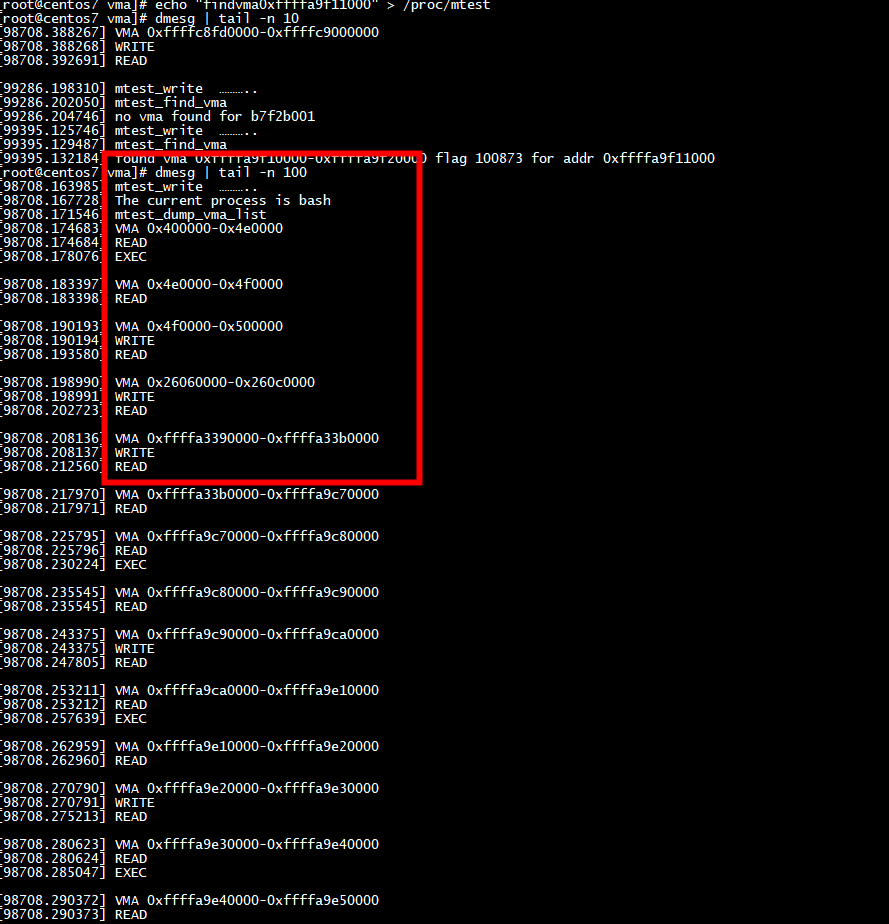 [root@centos7 vma]# echo "findvma0xffffa9f11000" > /proc/mtest
[root@centos7 vma]# dmesg | tail -n 10
[98708.388267] VMA 0xffffc8fd0000-0xffffc9000000
[98708.388268] WRITE
[98708.392691] READ
[99286.198310] mtest_write ………..
[99286.202050] mtest_find_vma
[99286.204746] no vma found for b7f2b001
[99395.125746] mtest_write ………..
[99395.129487] mtest_find_vma
[99395.132184] found vma 0xffffa9f10000-0xffffa9f20000 flag 100873 for addr 0xffffa9f11000
[root@centos7 vma]# dmesg | tail -n 100
[98708.163985] mtest_write ………..
[98708.167728] The current process is bash
[98708.171546] mtest_dump_vma_list
[98708.174683] VMA 0x400000-0x4e0000
[98708.174684] READ
[98708.178076] EXEC
[98708.183397] VMA 0x4e0000-0x4f0000
[98708.183398] READ
[98708.190193] VMA 0x4f0000-0x500000
[98708.190194] WRITE
[98708.193580] READ
[98708.198990] VMA 0x26060000-0x260c0000
[98708.198991] WRITE
[98708.202723] READ
[98708.208136] VMA 0xffffa3390000-0xffffa33b0000
[98708.208137] WRITE
[98708.212560] READ
[98708.217970] VMA 0xffffa33b0000-0xffffa9c70000
[98708.217971] READ
[98708.225795] VMA 0xffffa9c70000-0xffffa9c80000
[98708.225796] READ
[98708.230224] EXEC
[98708.235545] VMA 0xffffa9c80000-0xffffa9c90000
[98708.235545] READ
[98708.243375] VMA 0xffffa9c90000-0xffffa9ca0000
[98708.243375] WRITE
[98708.247805] READ
[98708.253211] VMA 0xffffa9ca0000-0xffffa9e10000
[98708.253212] READ
[98708.257639] EXEC
[98708.262959] VMA 0xffffa9e10000-0xffffa9e20000
[98708.262960] READ
[98708.270790] VMA 0xffffa9e20000-0xffffa9e30000
[98708.270791] WRITE
[98708.275213] READ
[98708.280623] VMA 0xffffa9e30000-0xffffa9e40000
[98708.280624] READ
[98708.285047] EXEC
[98708.290372] VMA 0xffffa9e40000-0xffffa9e50000
[98708.290373] READ